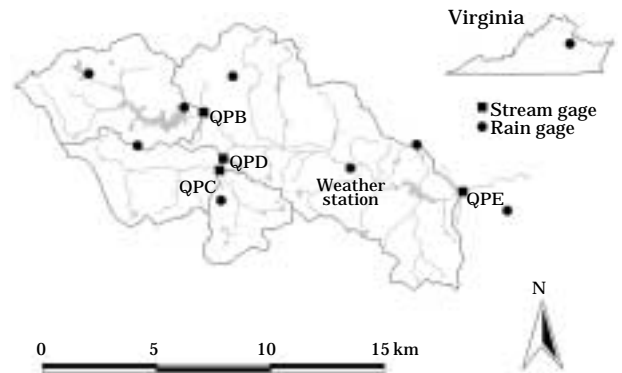 Virginia
Stream gage
Rain gage
QPB
QPD
QPC
Weather
station
QPE
N
0 5 10 15 km